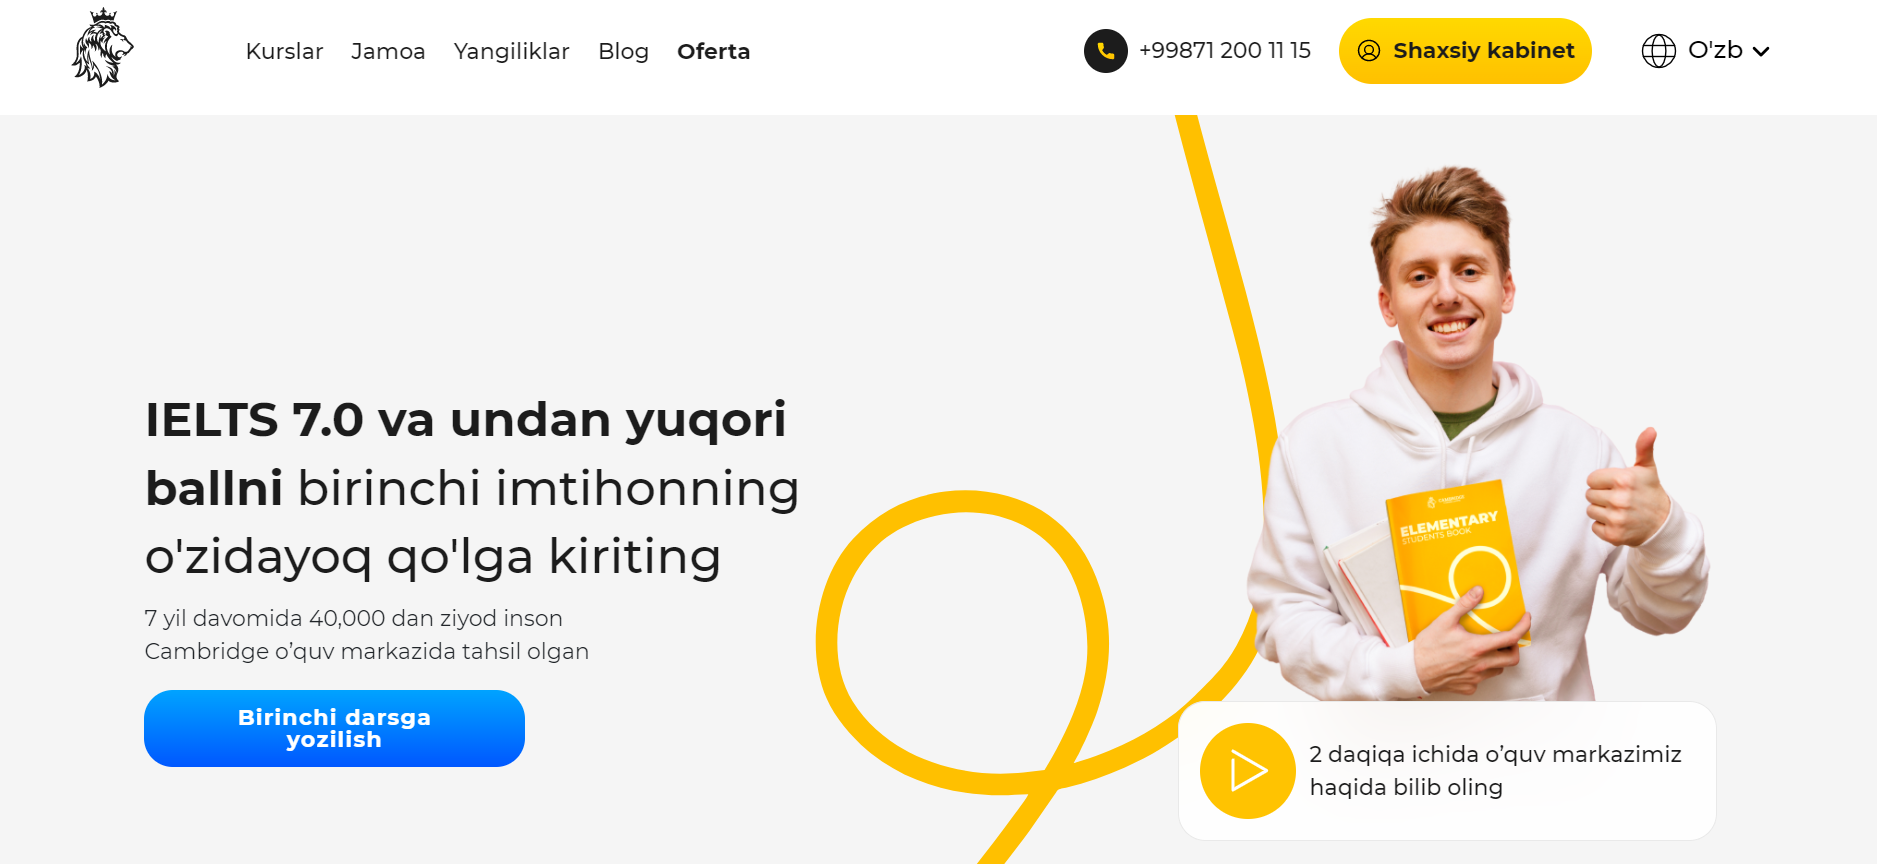 Kurslar Jamoa Yangiliklar Blog Oferta
+99871 200 11 15
Shaxsiy kabinet
O'zb
IELTS 7.0 va undan yuqori
ballni birinchi imtihonning
o'zidayoq qo'lga kiriting
7 yil davomida 40,000 dan ziyod inson
Cambridge o’quv markazida tahsil olgan
Birinchi darsga
yozilish
ELEMENTARY
STUDENTS BOOK
2 daqiqa ichida o’quv markazimiz
haqida bilib oling